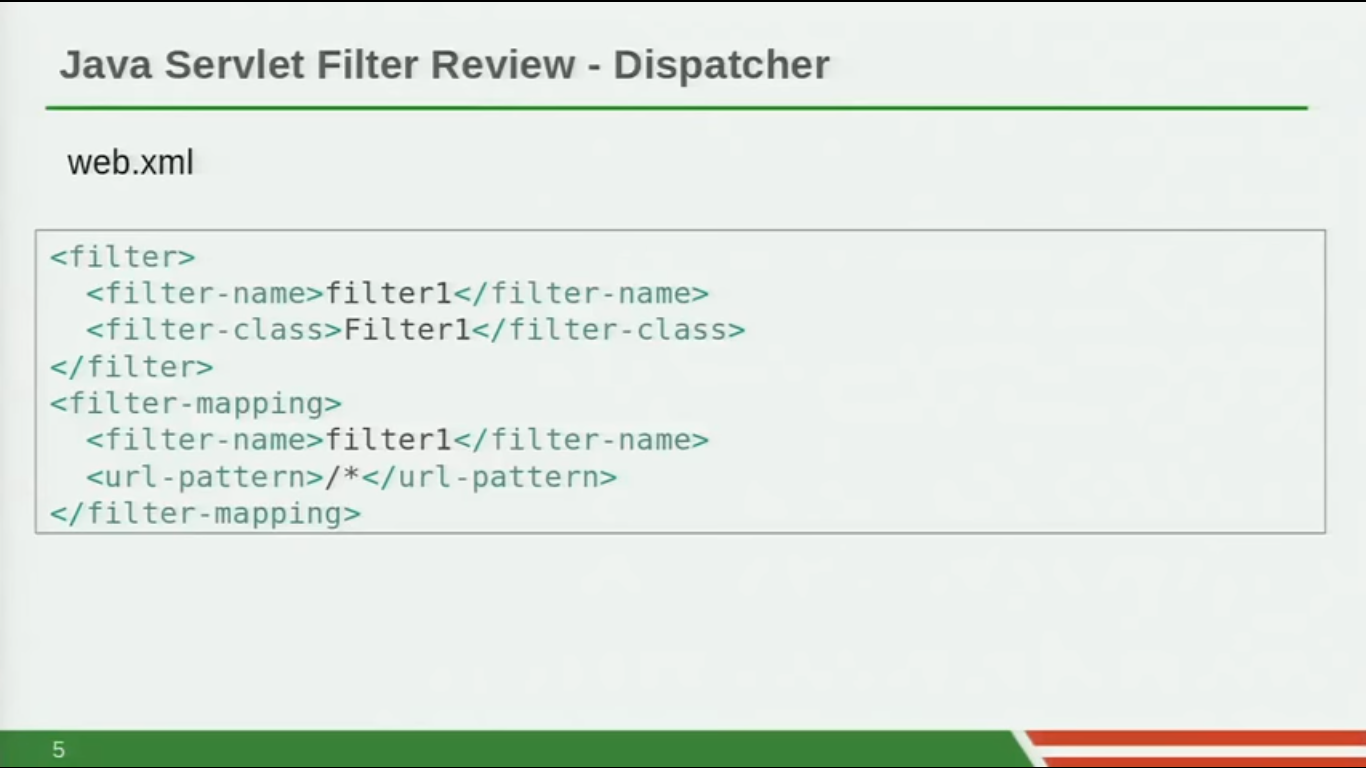 Java Servlet Filter Review - Dispatcher
web.xml
<filter>
  <filter-name>filter1</filter-name>
  <filter-class>Filter1</filter-class>
</filter>
<filter-mapping>
  <filter-name>filter1</filter-name>
  <url-pattern>/*</url-pattern>
</filter-mapping>
5